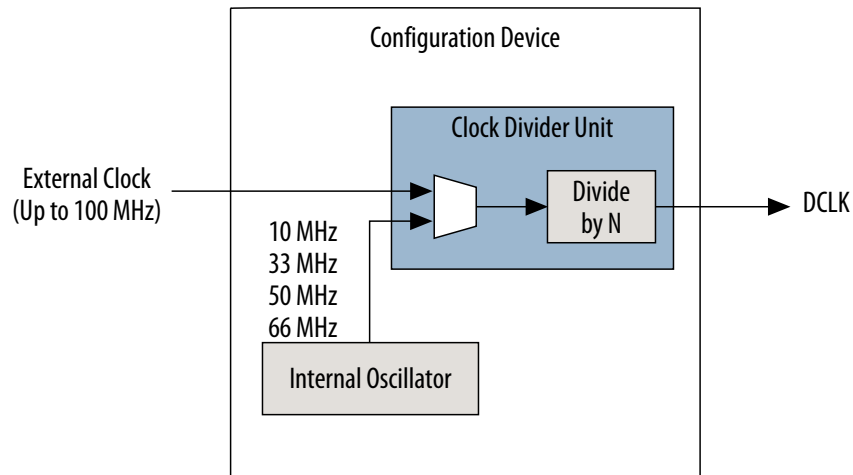 Configuration Device
Clock Divider Unit
External Clock
(Up to 100 MHz)
Divide
by N
DCLK
10 MHz
33 MHz
50 MHz
66 MHz
Internal Oscillator